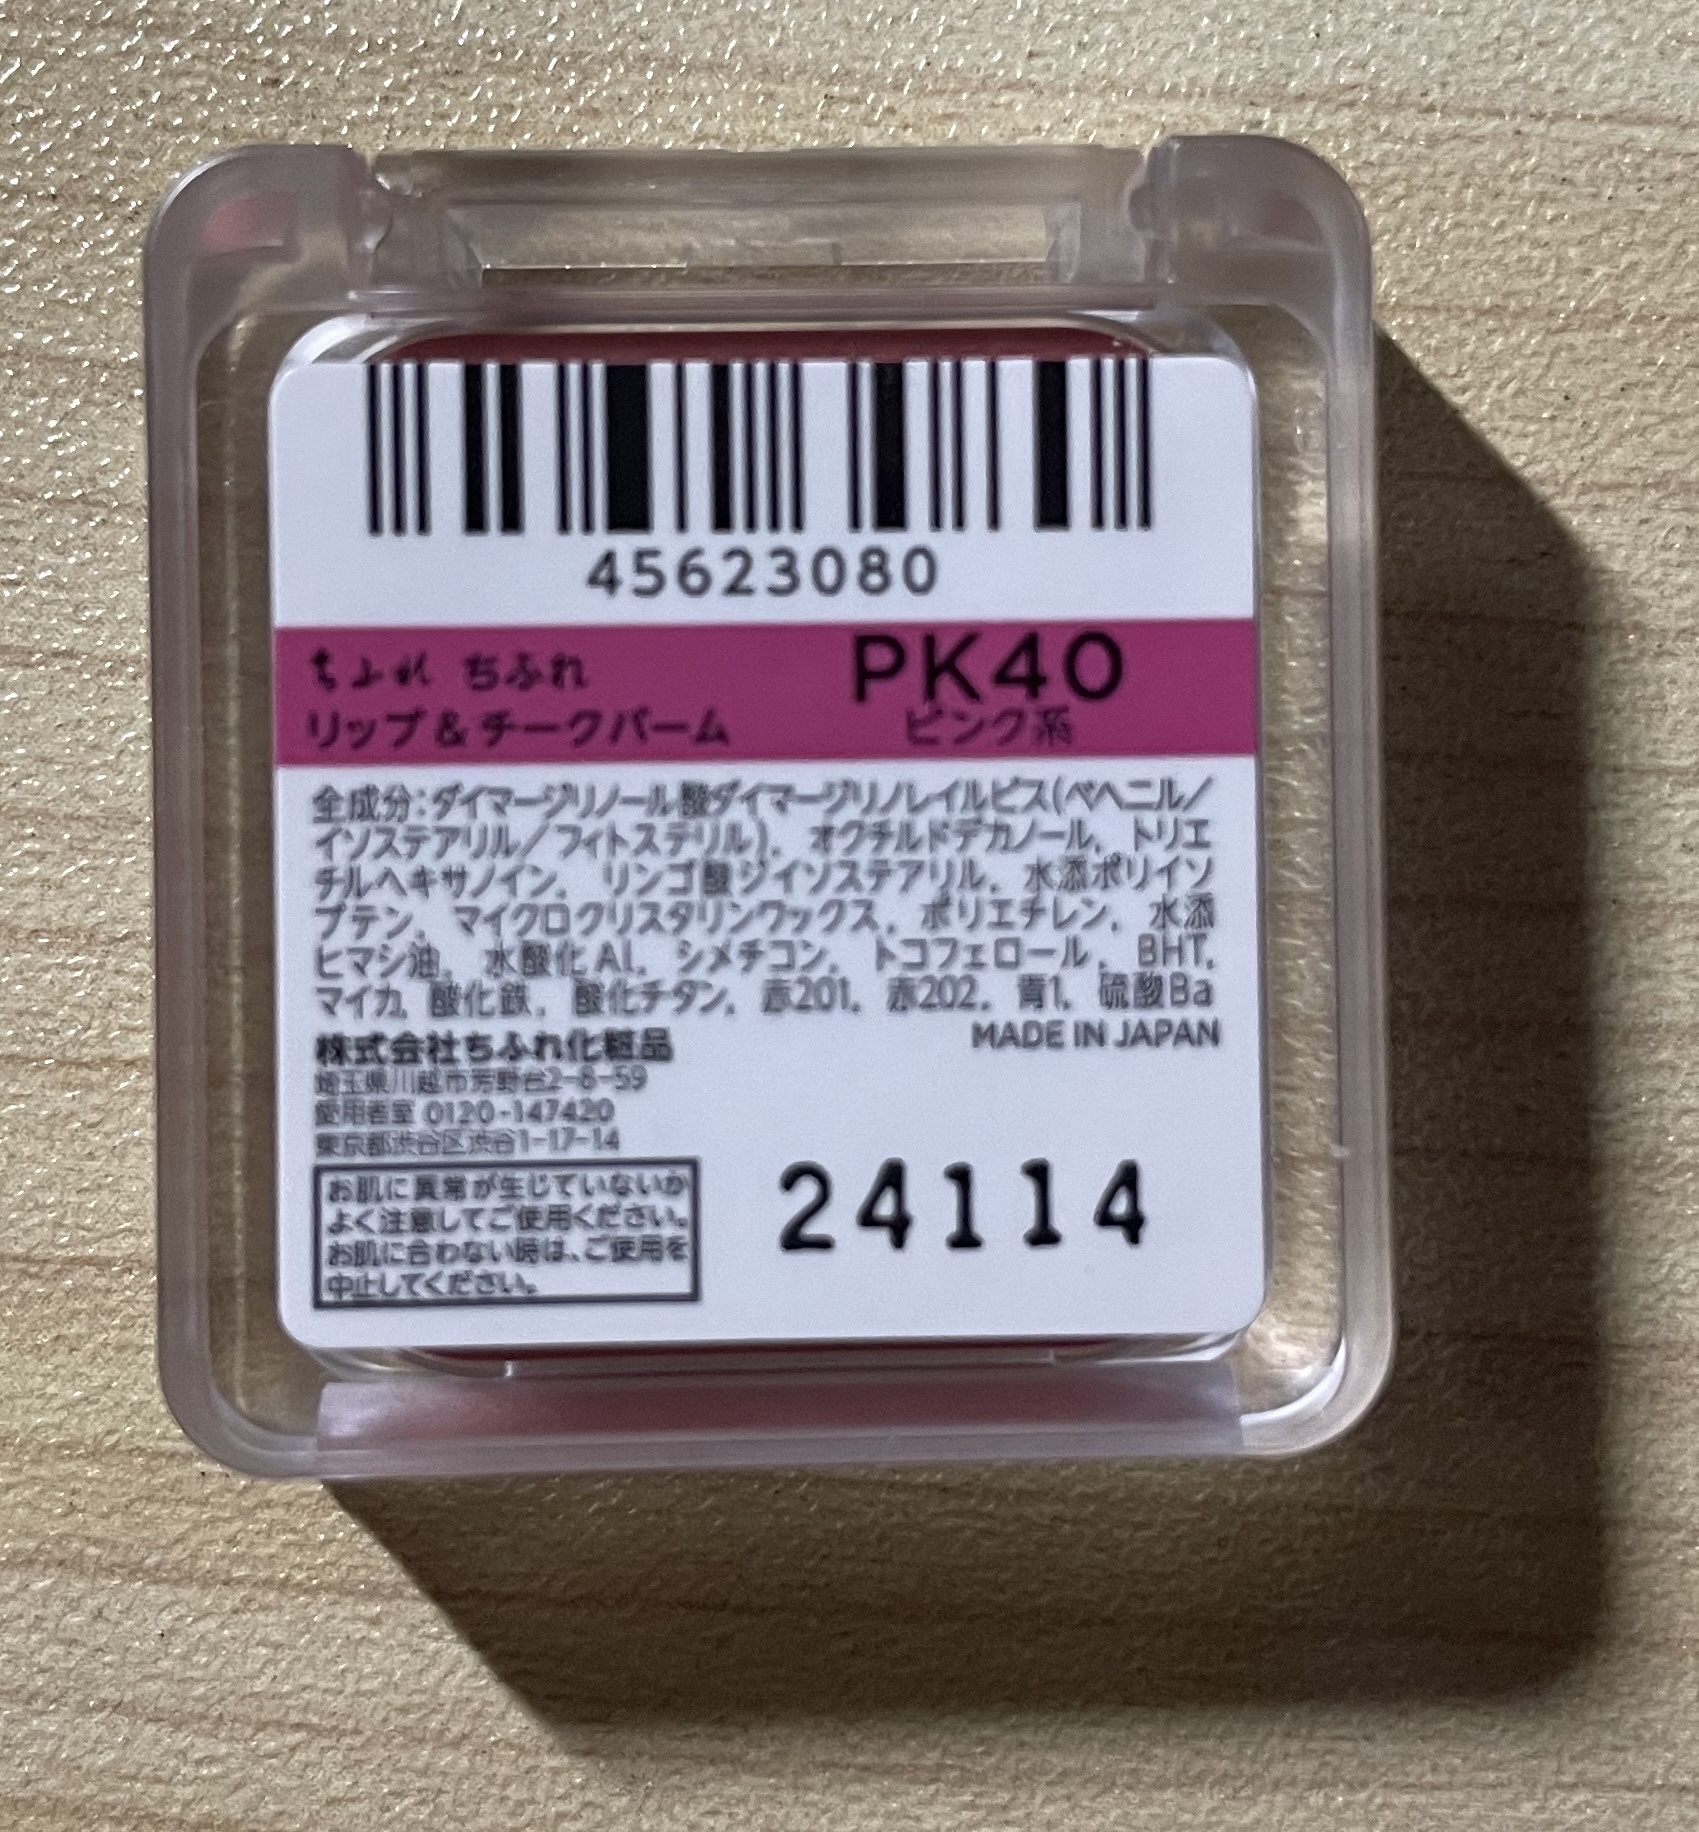 45623080
ちふれ ちふれ PK40
リップ&チークバーム ピンク系
全成分:ダイマージリノール酸ダイマージリノレイルビス(ベヘニル/
イソステアリル/フィトステリル)、オクチルドデカノール、トリエ
チルヘキサノイン、リンゴ酸ジイソステアリル、水添ポリイソ
ブテン、マイクロクリスタリンワックス、ポリエチレン、水添
ヒマシ油、水酸化Al、シメチコン、トコフェロール、BHT、
マイカ、酸化鉄、酸化チタン、赤201、赤202、青1、硫酸Ba
株式会社ちふれ化粧品 MADE IN JAPAN
埼玉県川越市芳野台2-8-59
愛用者室 0120-147420
東京都渋谷区渋谷1-17-14
お肌に異常が生じていないか
よく注意してご使用ください。
お肌に合わない時は、ご使用を
中止してください。
24114